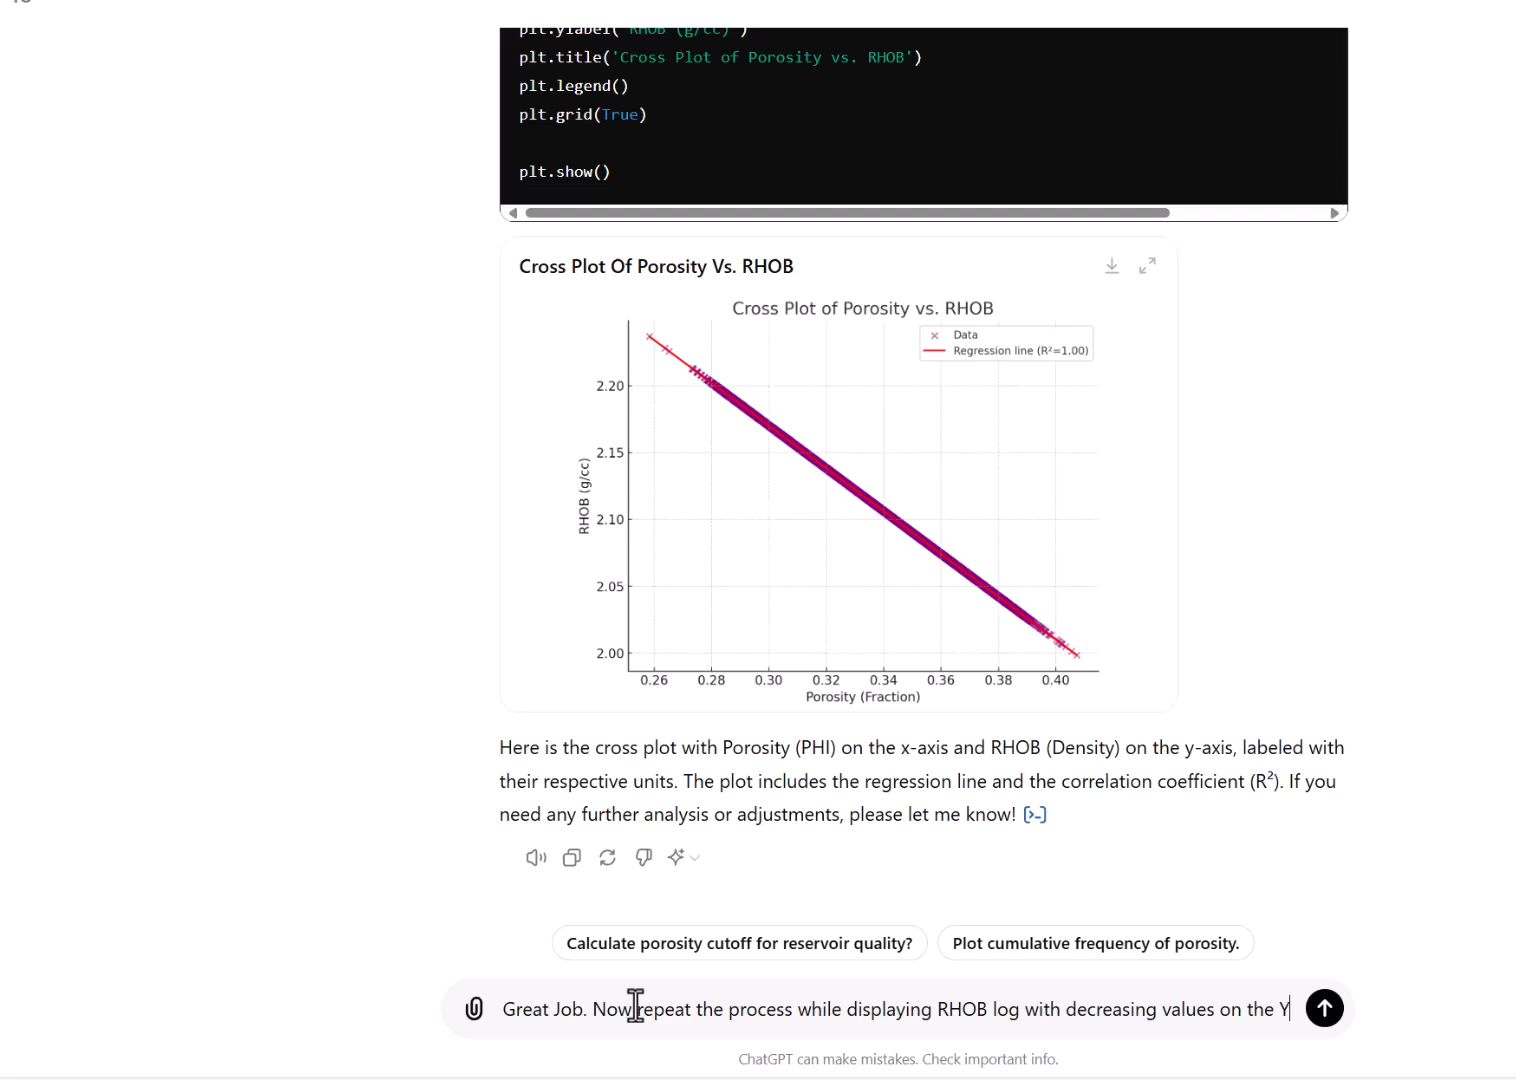 plt.ylabel('RHOB (g/cc)')
plt.title('Cross Plot of Porosity vs. RHOB')
plt.legend()
plt.grid(True)
plt.show()
Cross Plot Of Porosity Vs. RHOB
Cross Plot of Porosity vs. RHOB
Data
Regression line (R²=1.00)
2.20
2.15
2.10
2.05
2.00
RHOB (g/cc)
0.26 0.28 0.30 0.32 0.34 0.36 0.38 0.40
Porosity (Fraction)
Here is the cross plot with Porosity (PHI) on the x-axis and RHOB (Density) on the y-axis, labeled with
their respective units. The plot includes the regression line and the correlation coefficient (R²). If you
need any further analysis or adjustments, please let me know! [>-]
Calculate porosity cutoff for reservoir quality?
Plot cumulative frequency of porosity.
Great Job. Now repeat the process while displaying RHOB log with decreasing values on the Y
ChatGPT can make mistakes. Check important info.